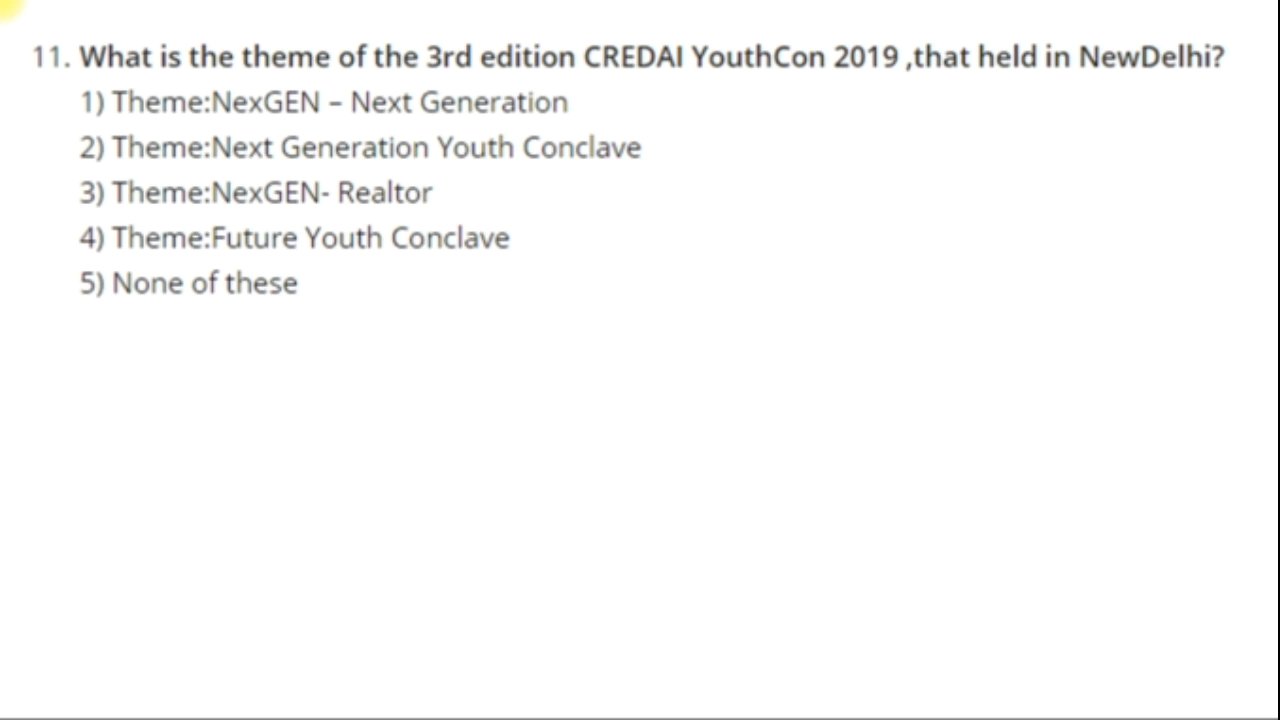 11. What is the theme of the 3rd edition CREDAI YouthCon 2019 ,that held in NewDelhi?
1) Theme:NexGEN – Next Generation
2) Theme:Next Generation Youth Conclave
3) Theme:NexGEN- Realtor
4) Theme:Future Youth Conclave
5) None of these